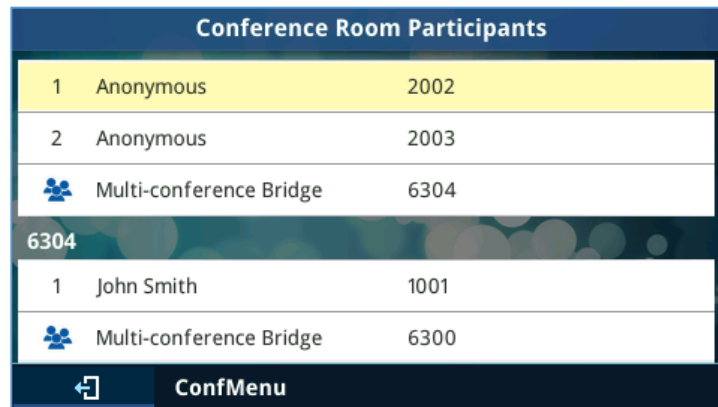 Conference Room Participants
1 Anonymous 2002
2 Anonymous 2003
Multi-conference Bridge 6304
6304
1 John Smith 1001
Multi-conference Bridge 6300
ConfMenu